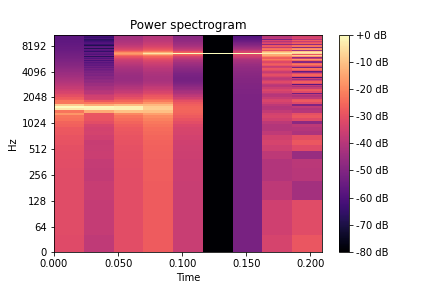 Power spectrogram
8192
4096
2048
1024
512
256
128
64
0
Hz
0.000 0.050 0.100 0.150 0.200
Time
+0 dB
-10 dB
-20 dB
-30 dB
-40 dB
-50 dB
-60 dB
-70 dB
-80 dB